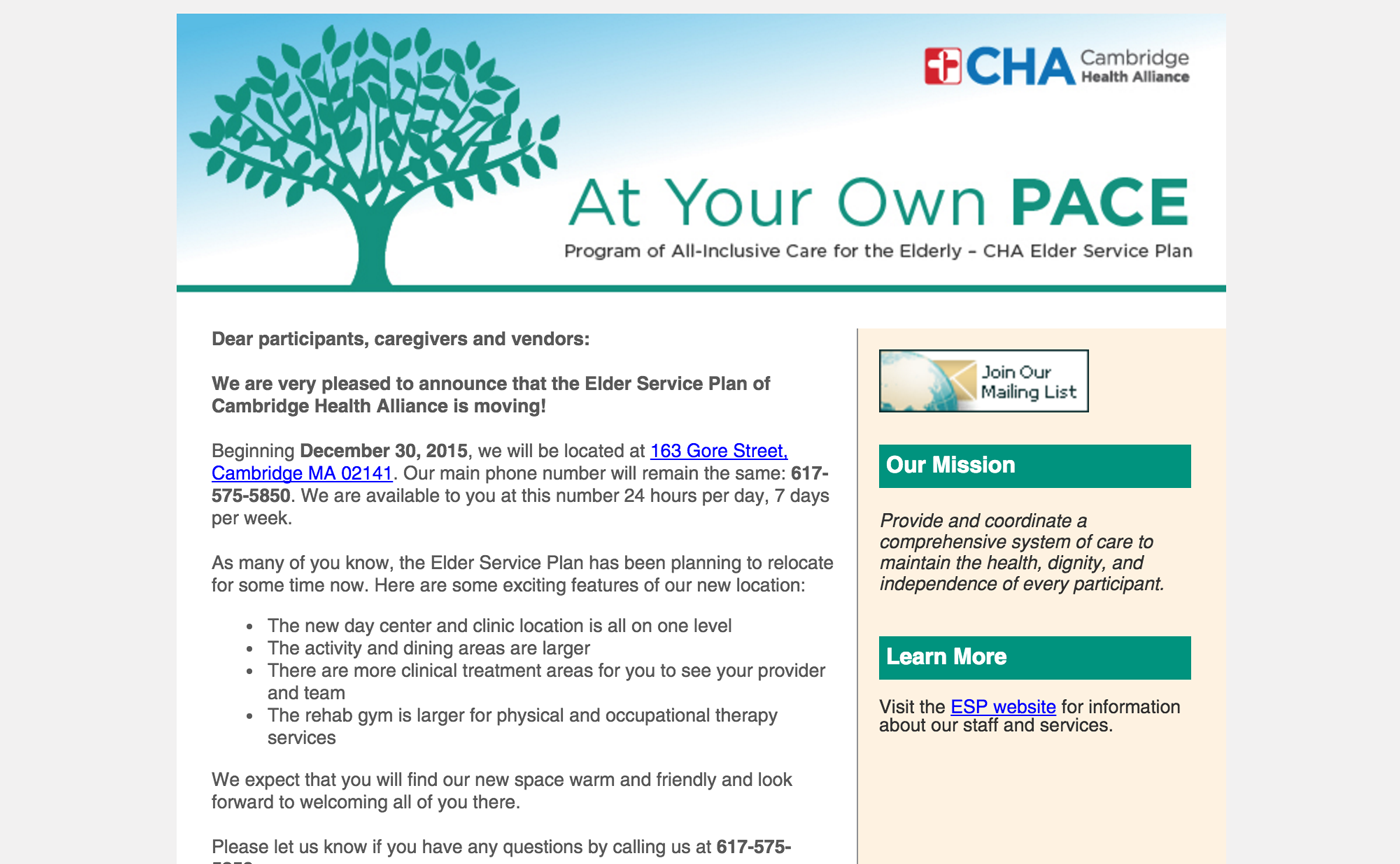 CHA Cambridge
Health Alliance
At Your Own PACE
Program of All-Inclusive Care for the Elderly – CHA Elder Service Plan
Dear participants, caregivers and vendors:
We are very pleased to announce that the Elder Service Plan of
Cambridge Health Alliance is moving!
Beginning December 30, 2015, we will be located at 163 Gore Street,
Cambridge MA 02141. Our main phone number will remain the same: 617-
575-5850. We are available to you at this number 24 hours per day, 7 days
per week.
As many of you know, the Elder Service Plan has been planning to relocate
for some time now. Here are some exciting features of our new location:
• The new day center and clinic location is all on one level
• The activity and dining areas are larger
• There are more clinical treatment areas for you to see your provider
and team
• The rehab gym is larger for physical and occupational therapy
services
We expect that you will find our new space warm and friendly and look
forward to welcoming all of you there.
Please let us know if you have any questions by calling us at 617-575-
Join Our
Mailing List
Our Mission
Provide and coordinate a
comprehensive system of care to
maintain the health, dignity, and
independence of every participant.
Learn More
Visit the ESP website for information
about our staff and services.